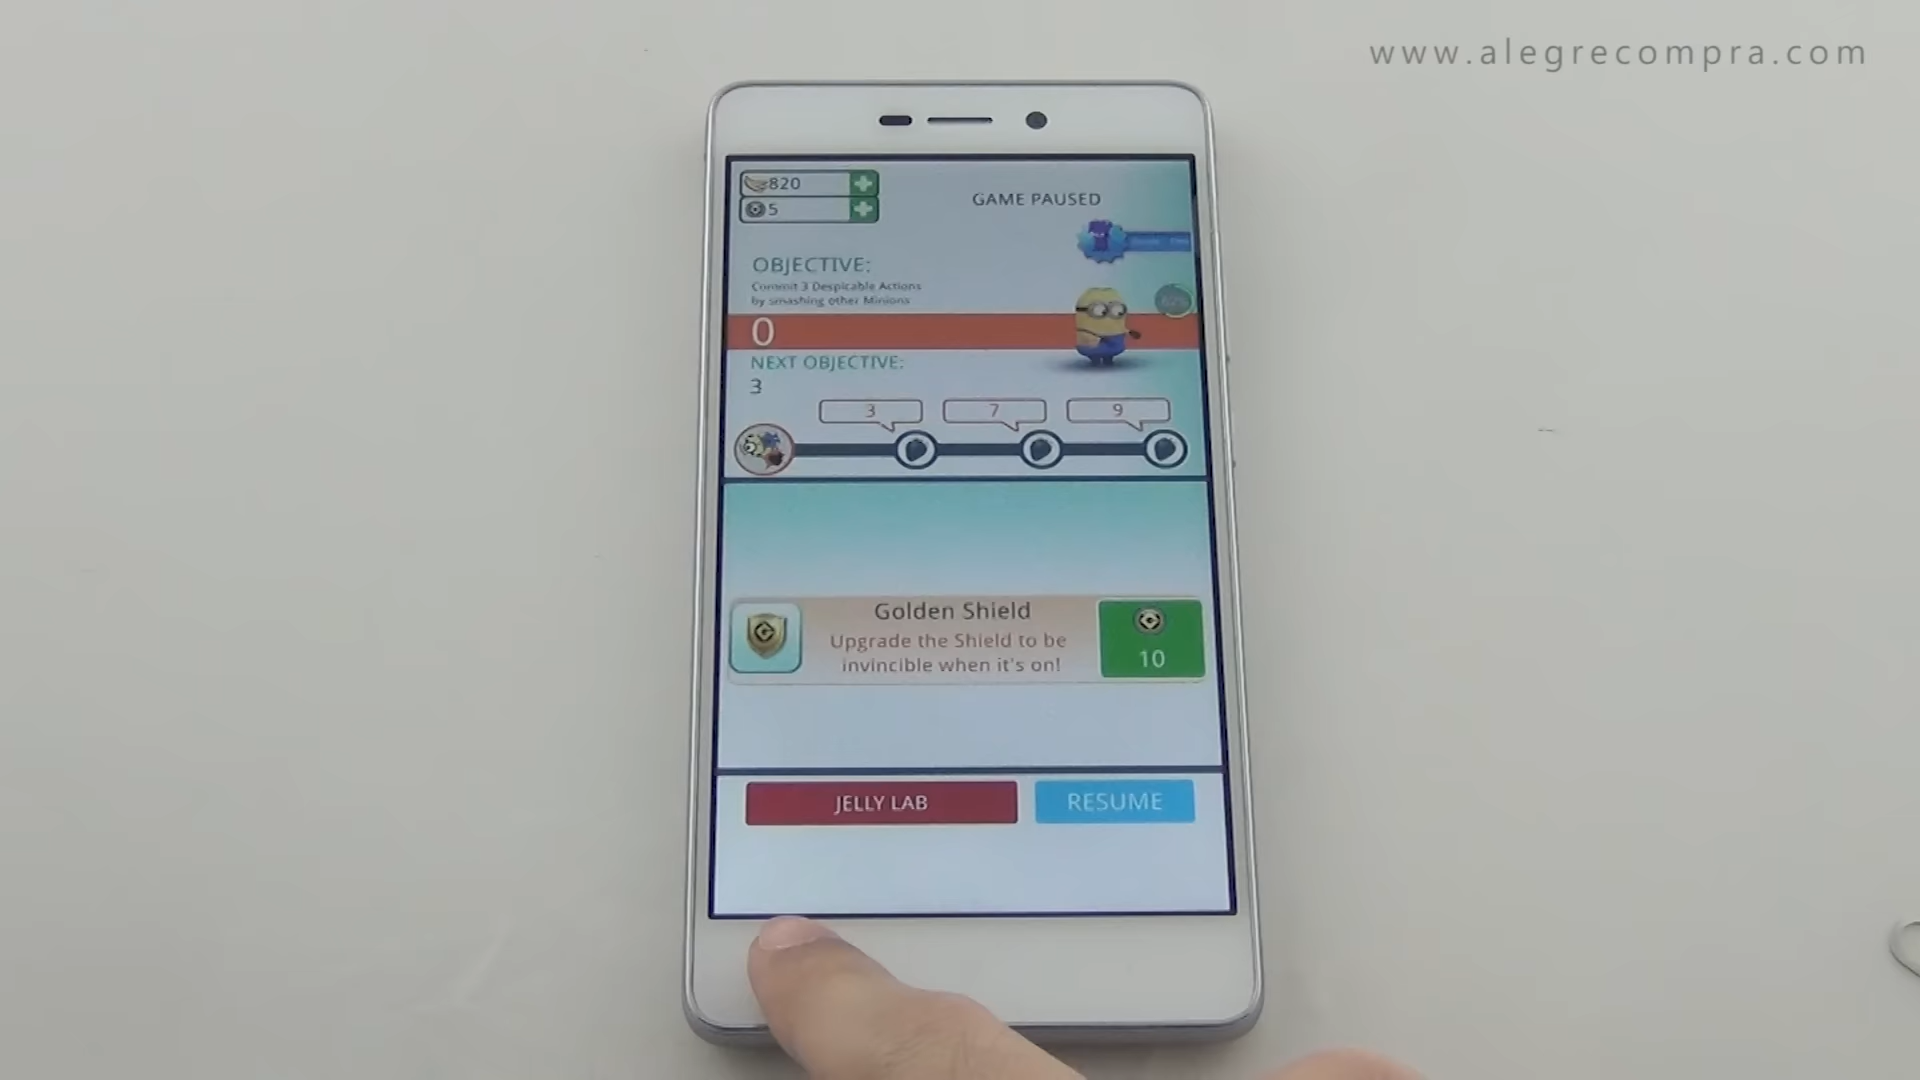 www.alegrecompra.com
820
5
GAME PAUSED
OBJECTIVE:
Commit 3 Despicable Actions
by smashing other Minions
0
NEXT OBJECTIVE:
3
3
7
9
Golden Shield
Upgrade the Shield to be
invincible when it's on!
10
JELLY LAB
RESUME